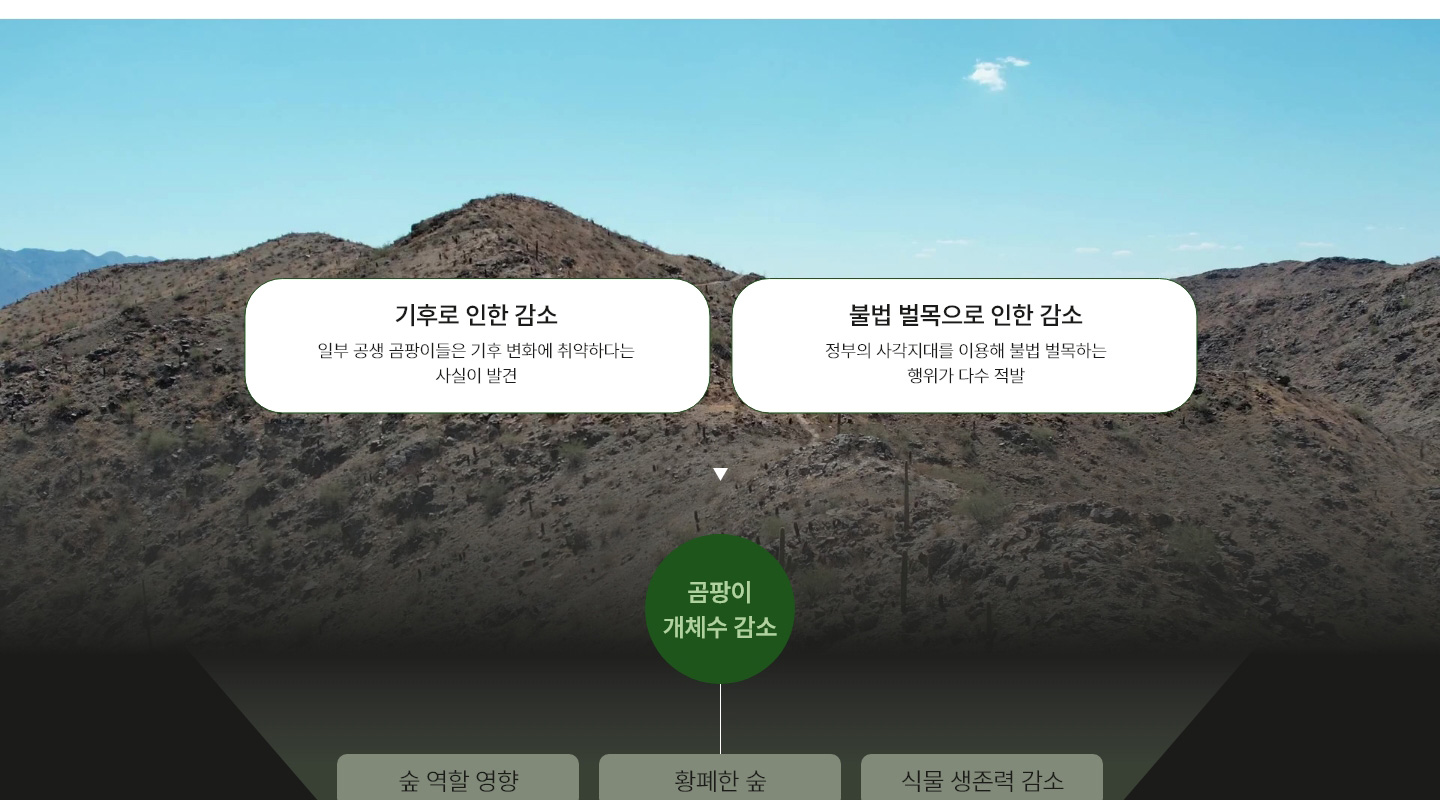 기후로 인한 감소
일부 공생 곰팡이들은 기후 변화에 취약하다는
사실이 발견
불법 벌목으로 인한 감소
정부의 사각지대를 이용해 불법 벌목하는
행위가 다수 적발
곰팡이
개체수 감소
숲 역할 영향
황폐한 숲
식물 생존력 감소